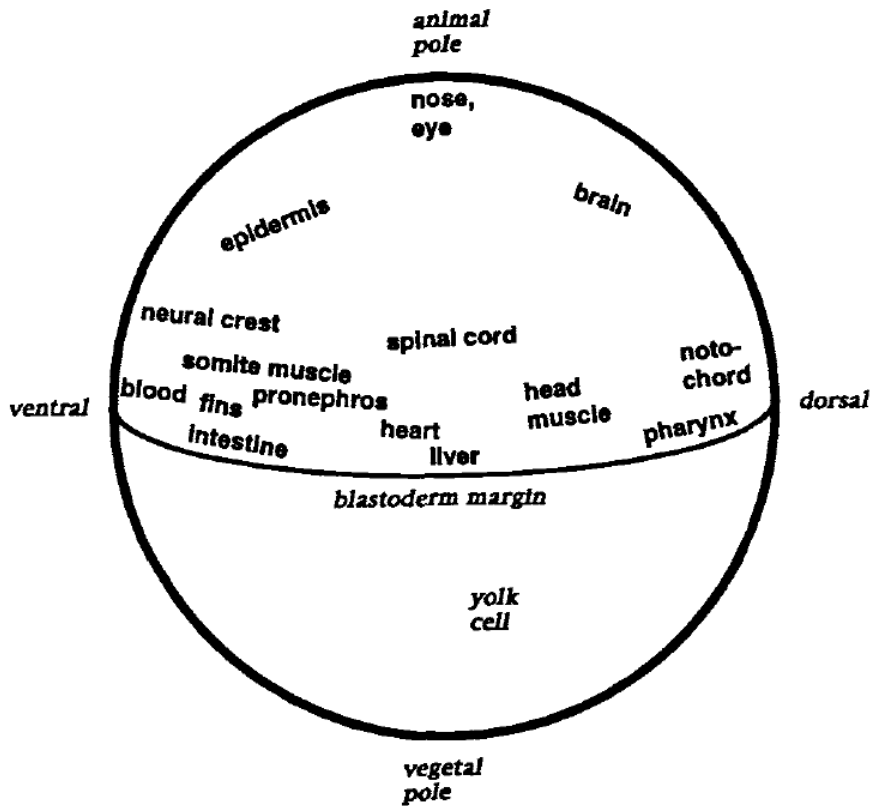 animal
pole
nose,
eye
brain
epidermis
neural crest
spinal cord
noto-
chord
somite muscle
blood
fins
pronephros
head
muscle
ventral
dorsal
heart
pharynx
intestine
liver
blastoderm margin
yolk
cell
vegetal
pole